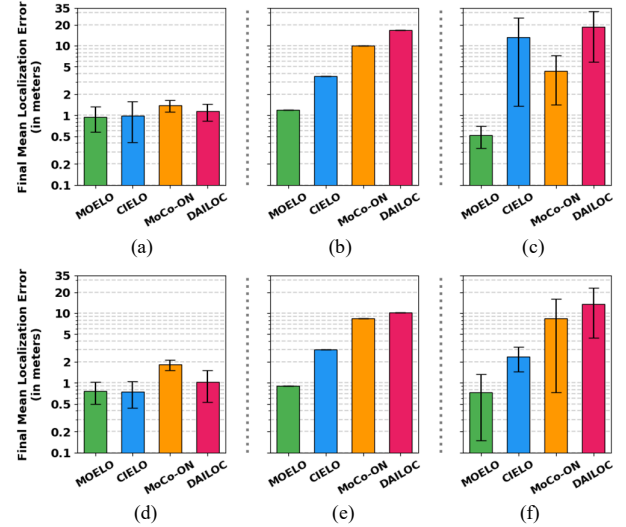 Final Mean Localization Error
(in meters)
35
10
5
2
1
0.5
0.2
0.1
MOELO CIELO MoCo-ON DAILOC
MOELO CIELO MoCo-ON DAILOC
MOELO CIELO MoCo-ON DAILOC
(a) (b) (c)
Final Mean Localization Error
(in meters)
35
10
5
2
1
0.5
0.2
0.1
MOELO CIELO MoCo-ON DAILOC
MOELO CIELO MoCo-ON DAILOC
MOELO CIELO MoCo-ON DAILOC
(d) (e) (f)